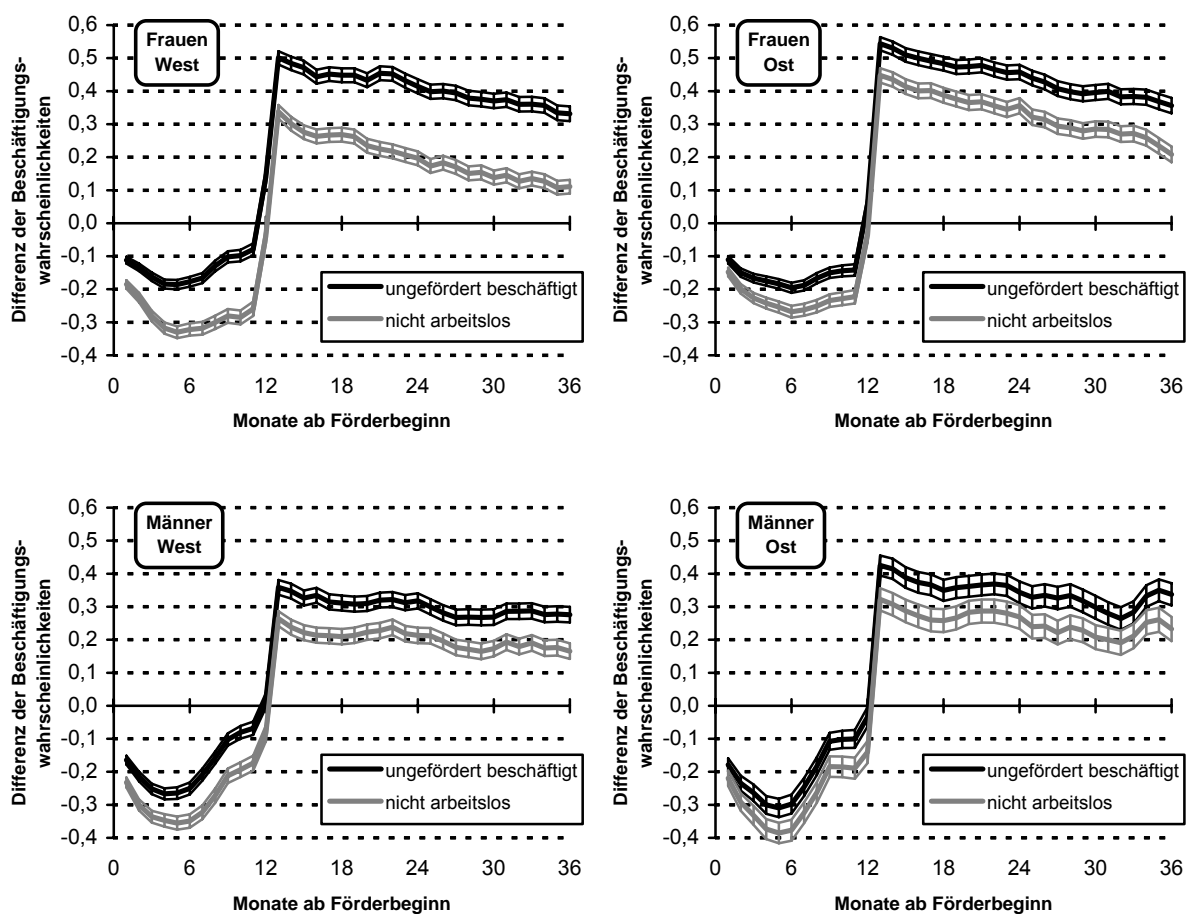 Differenz der Beschäftigungs-
wahrscheinlichkeiten
0,6
0,5
0,4
0,3
0,2
0,1
0,0
-0,1
-0,2
-0,3
-0,4
Frauen
West
ungefördert beschäftigt
nicht arbeitslos
0 6 12 18 24 30 36
Monate ab Förderbeginn
Differenz der Beschäftigungs-
wahrscheinlichkeiten
0,6
0,5
0,4
0,3
0,2
0,1
0,0
-0,1
-0,2
-0,3
-0,4
Frauen
Ost
ungefördert beschäftigt
nicht arbeitslos
0 6 12 18 24 30 36
Monate ab Förderbeginn
Differenz der Beschäftigungs-
wahrscheinlichkeiten
0,6
0,5
0,4
0,3
0,2
0,1
0,0
-0,1
-0,2
-0,3
-0,4
Männer
West
ungefördert beschäftigt
nicht arbeitslos
0 6 12 18 24 30 36
Monate ab Förderbeginn
Differenz der Beschäftigungs-
wahrscheinlichkeiten
0,6
0,5
0,4
0,3
0,2
0,1
0,0
-0,1
-0,2
-0,3
-0,4
Männer
Ost
ungefördert beschäftigt
nicht arbeitslos
0 6 12 18 24 30 36
Monate ab Förderbeginn